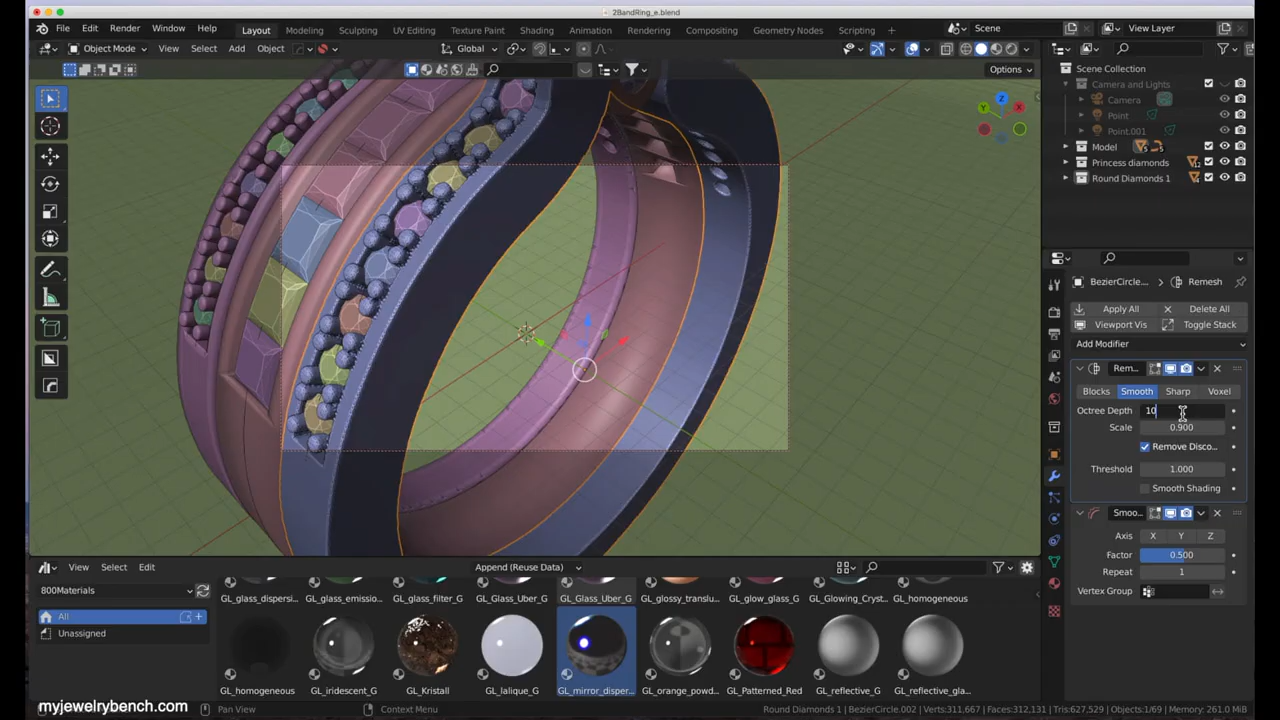 2BandRing_e.blend
File Edit Render Window Help Layout Modeling Sculpting UV Editing Texture Paint Shading Animation Rendering Compositing Geometry Nodes Scripting + Scene View Layer
Object Mode View Select Add Object Global
Options
Scene Collection
Camera and Lights
Camera
Point
Point.001
Model
Princess diamonds
Round Diamonds 1
Z
Y
X
BezierCircle.... Remesh
Apply All Delete All
Viewport Vis Toggle Stack
Add Modifier
Rem...
Blocks Smooth Sharp Voxel
Octree Depth 10
Scale 0.900
Remove Disco...
Threshold 1.000
Smooth Shading
Smoo...
Axis X Y Z
Factor 0.500
Repeat 1
Vertex Group
View Select Edit Append (Reuse Data)
800Materials
All
Unassigned
GL_glass_dispersi... GL_glass_emissio... GL_glass_filter_G GL_Glass_Uber_G GL_Glass_Uber_G GL_glossy_translu... GL_glow_glass_G GL_Glowing_Cryst... GL_homogeneous
GL_homogeneous GL_iridescent_G GL_Kristall GL_lalique_G GL_mirror_disper... GL_orange_powd... GL_Patterned_Red GL_reflective_G GL_reflective_gla...
myjewelrybench.com Pan View Context Menu Round Diamonds 1 | BezierCircle.002 | Verts:311,667 | Faces:312,131 | Tris:627,529 | Objects:1/69 | Memory: 261.0 MiB